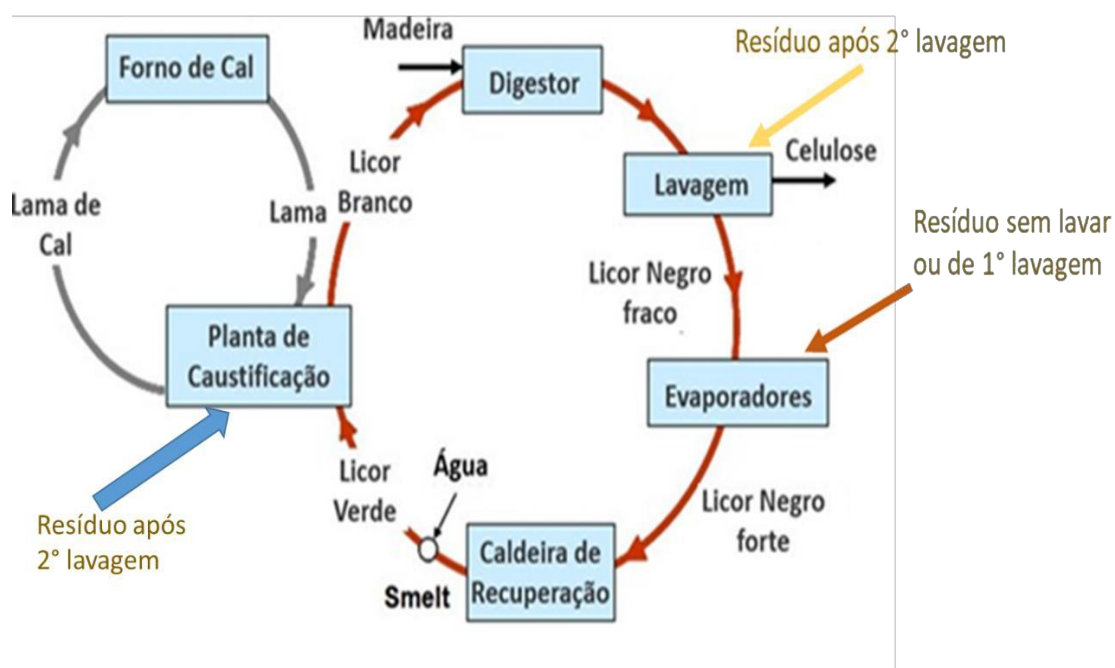 Madeira
Resíduo após 2° lavagem
Forno de Cal
Digestor
Celulose
Licor
Branco
Lavagem
Lama de
Cal
Lama
Resíduo sem lavar
ou de 1° lavagem
Licor Negro
fraco
Planta de
Caustificação
Evaporadores
Licor
Verde
Água
Licor Negro
forte
Resíduo após
2° lavagem
Caldeira de
Recuperação
Smelt